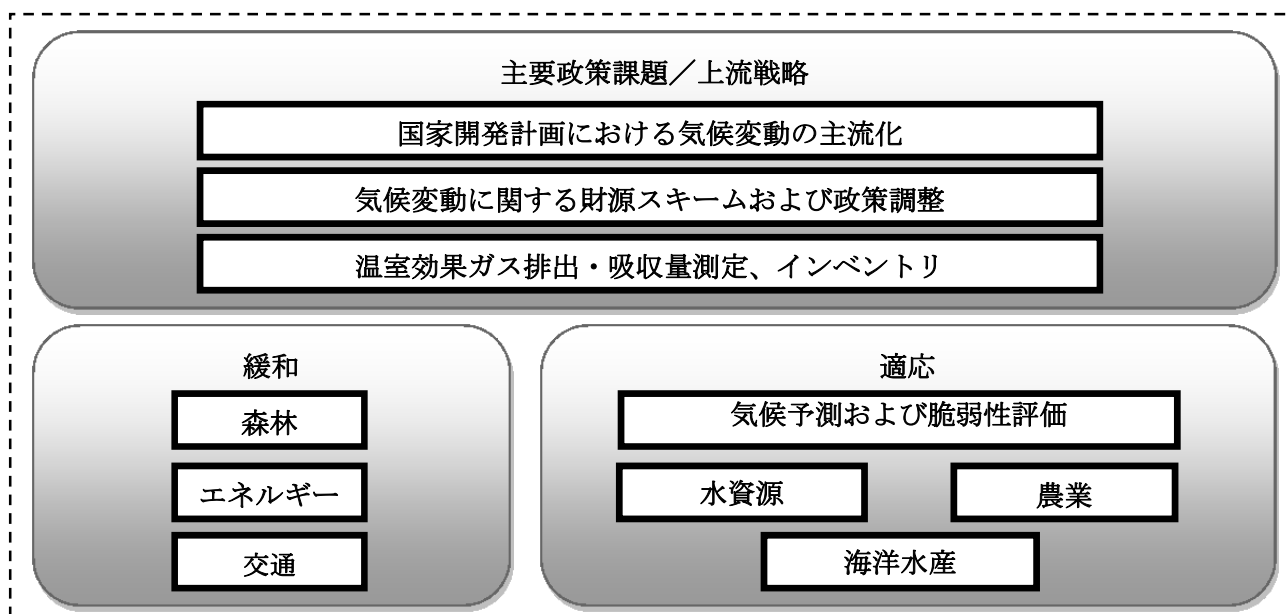 主要政策課題／上流戦略
国家開発計画における気候変動の主流化
気候変動に関する財源スキームおよび政策調整
温室効果ガス排出・吸収量測定、インベントリ
緩和
森林
エネルギー
交通
適応
気候予測および脆弱性評価
水資源
農業
海洋水産